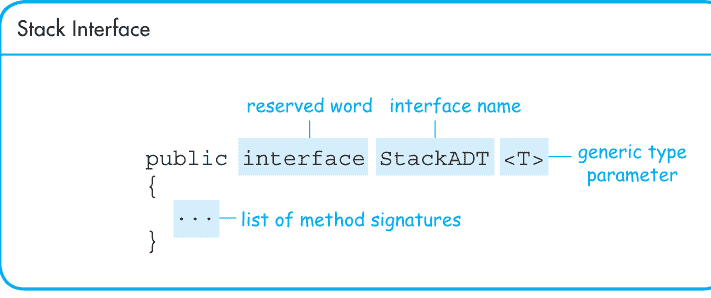 Stack Interface
reserved word interface name
public interface StackADT <T>
generic type
parameter
{
... list of method signatures
}